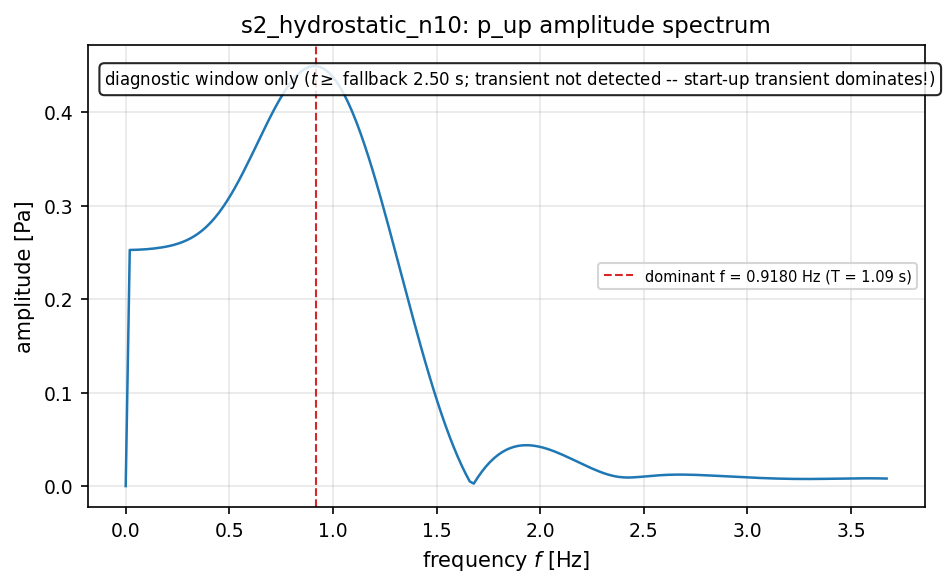 s2_hydrostatic_n10: p_up amplitude spectrum
diagnostic window only (t ≥ fallback 2.50 s; transient not detected -- start-up transient dominates!)
amplitude [Pa]
0.4
0.3
0.2
0.1
0.0
dominant f = 0.9180 Hz (T = 1.09 s)
0.0 0.5 1.0 1.5 2.0 2.5 3.0 3.5
frequency f [Hz]